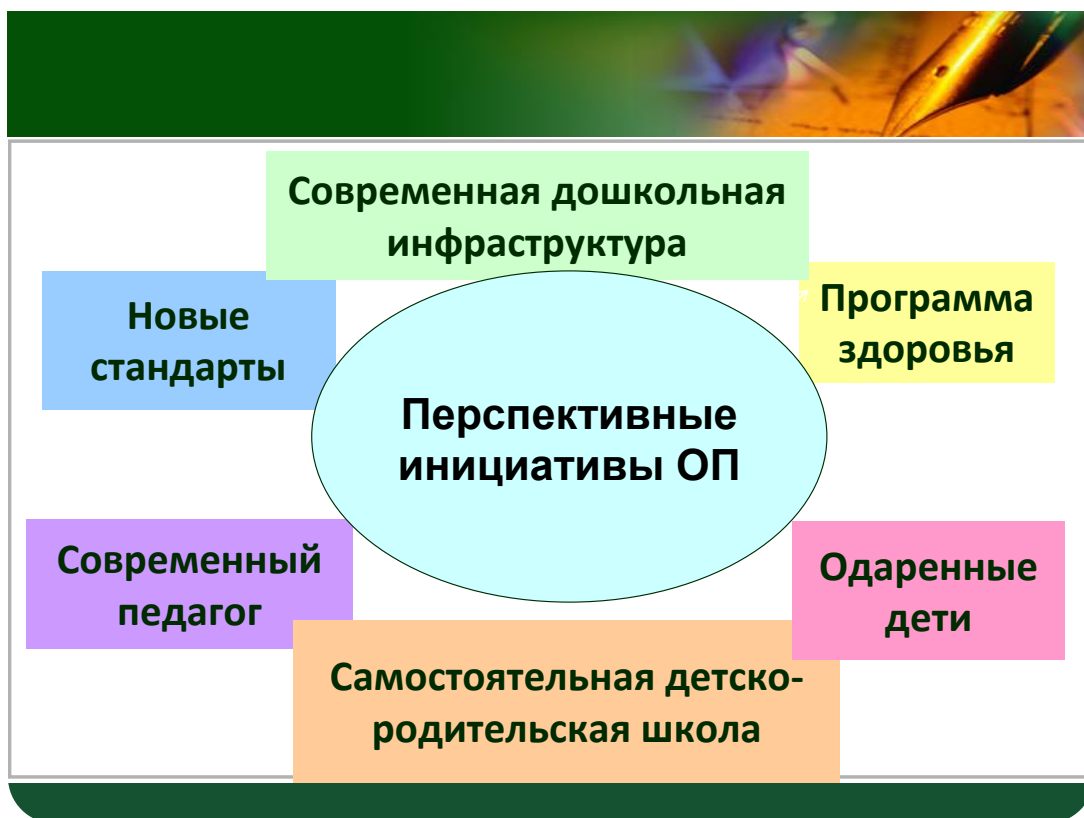 Современная дошкольная
инфраструктура
Новые
стандарты
Программа
здоровья
Перспективные
инициативы ОП
Современный
педагог
Одаренные
дети
Самостоятельная детско-
родительская школа